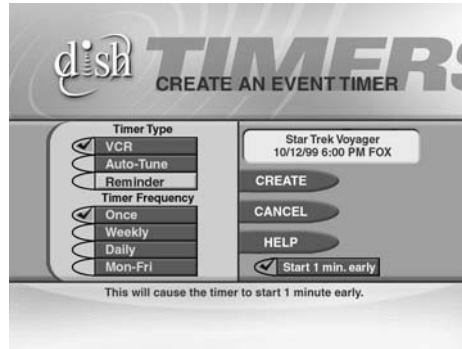 dish
TIMERS
CREATE AN EVENT TIMER
Timer Type
VCR
Auto-Tune
Reminder
Timer Frequency
Once
Weekly
Daily
Mon-Fri
Star Trek Voyager
10/12/99 6:00 PM FOX
CREATE
CANCEL
HELP
Start 1 min. early
This will cause the timer to start 1 minute early.